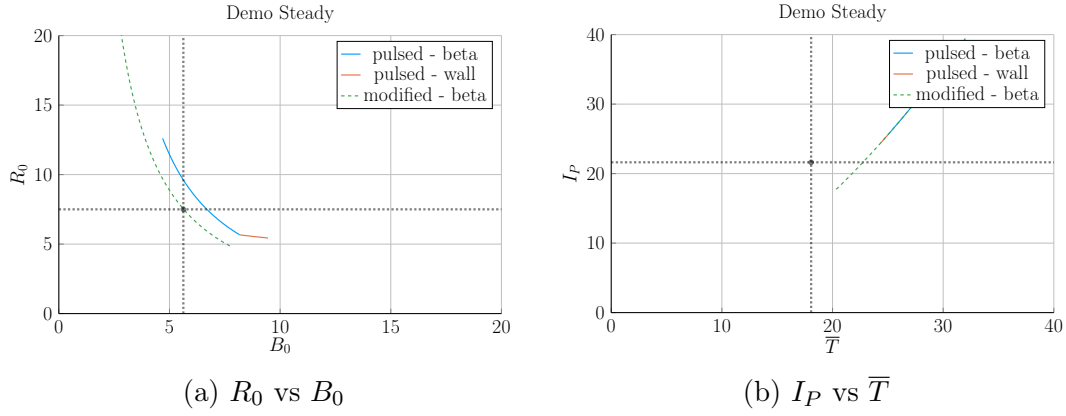 Demo Steady
20
15
10
5
0
R₀
0
5
10
15
20
B₀
pulsed - beta
pulsed - wall
modified - beta
(a) R₀ vs B₀
Demo Steady
40
30
20
10
0
I_P
0
10
20
30
40
T̅
pulsed - beta
pulsed - wall
modified - beta
(b) I_P vs T̅